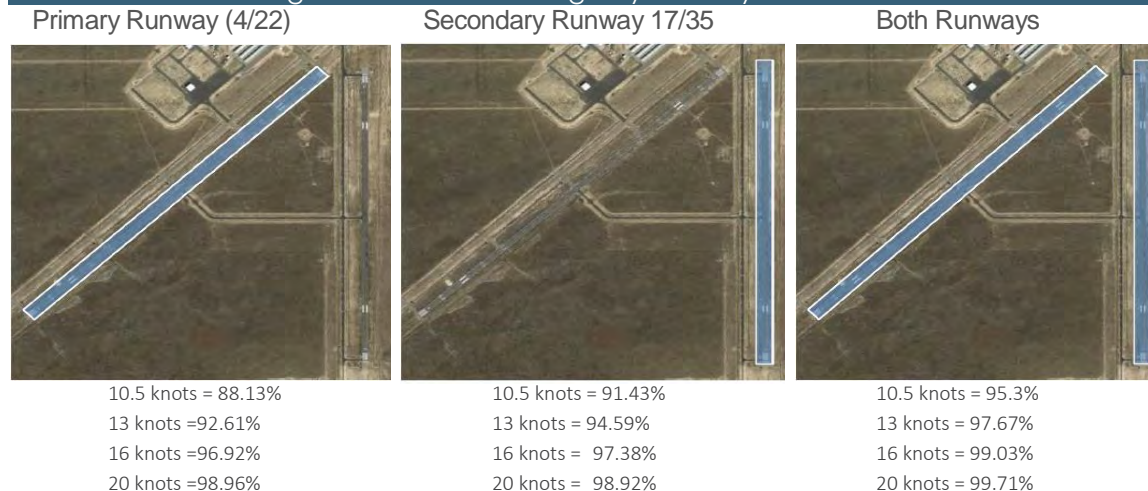 Primary Runway (4/22)
Secondary Runway 17/35
Both Runways
10.5 knots = 88.13%
13 knots =92.61%
16 knots =96.92%
20 knots =98.96%
10.5 knots = 91.43%
13 knots = 94.59%
16 knots = 97.38%
20 knots = 98.92%
10.5 knots = 95.3%
13 knots = 97.67%
16 knots = 99.03%
20 knots = 99.71%